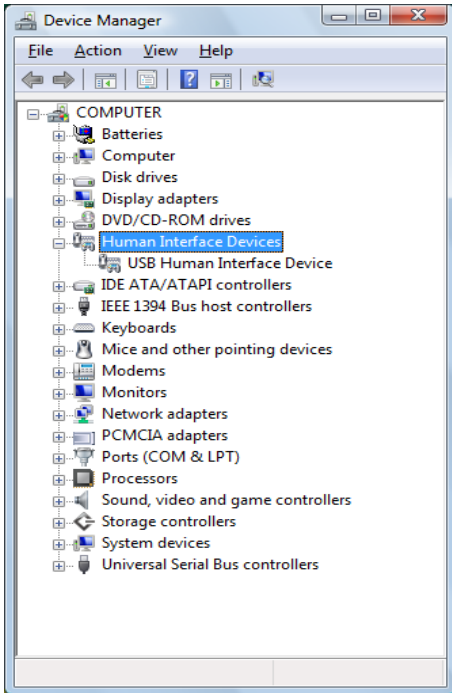 Device Manager
File Action View Help
COMPUTER
Batteries
Computer
Disk drives
Display adapters
DVD/CD-ROM drives
Human Interface Devices
USB Human Interface Device
IDE ATA/ATAPI controllers
IEEE 1394 Bus host controllers
Keyboards
Mice and other pointing devices
Modems
Monitors
Network adapters
PCMCIA adapters
Ports (COM & LPT)
Processors
Sound, video and game controllers
Storage controllers
System devices
Universal Serial Bus controllers